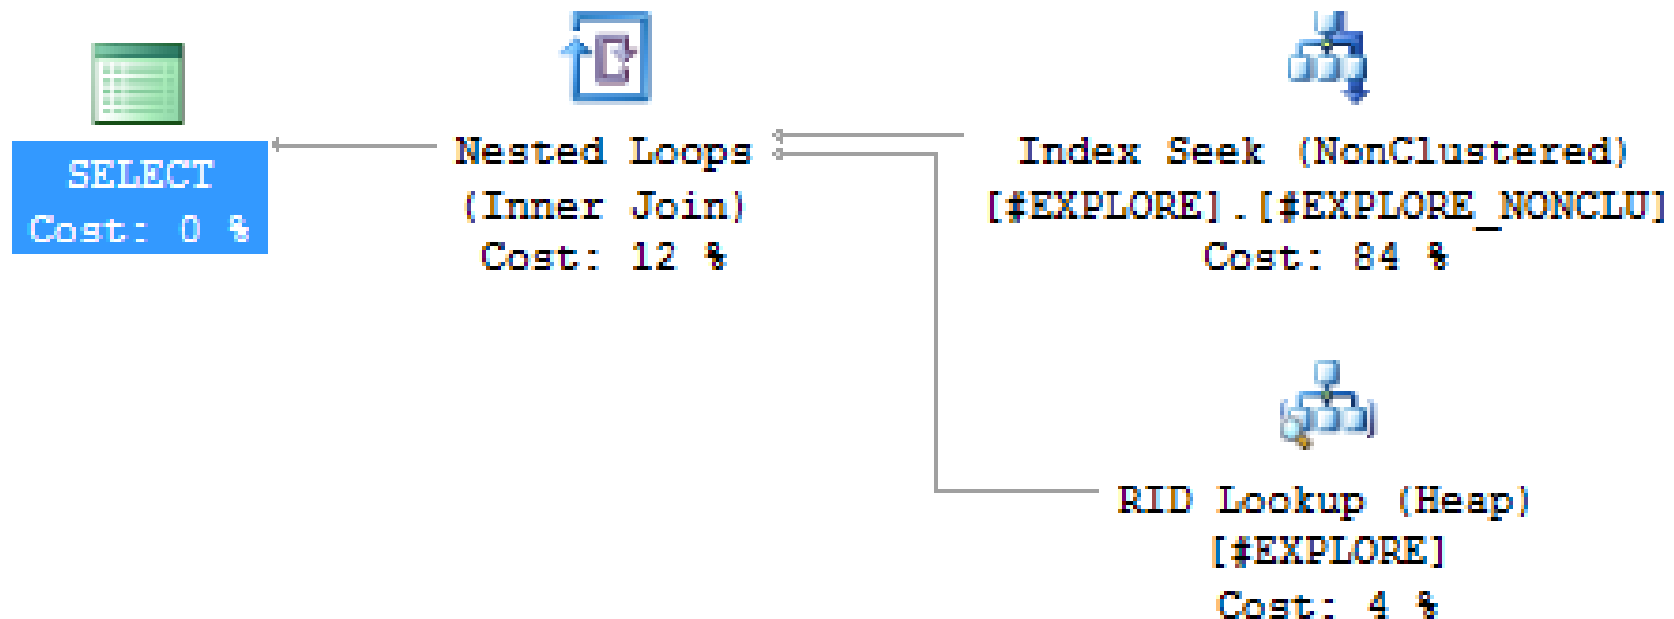 SELECT
Cost: 0 %
Nested Loops
(Inner Join)
Cost: 12 %
Index Seek (NonClustered)
[#EXPLORE].[#EXPLORE_NONCLU]
Cost: 84 %
RID Lookup (Heap)
[#EXPLORE]
Cost: 4 %